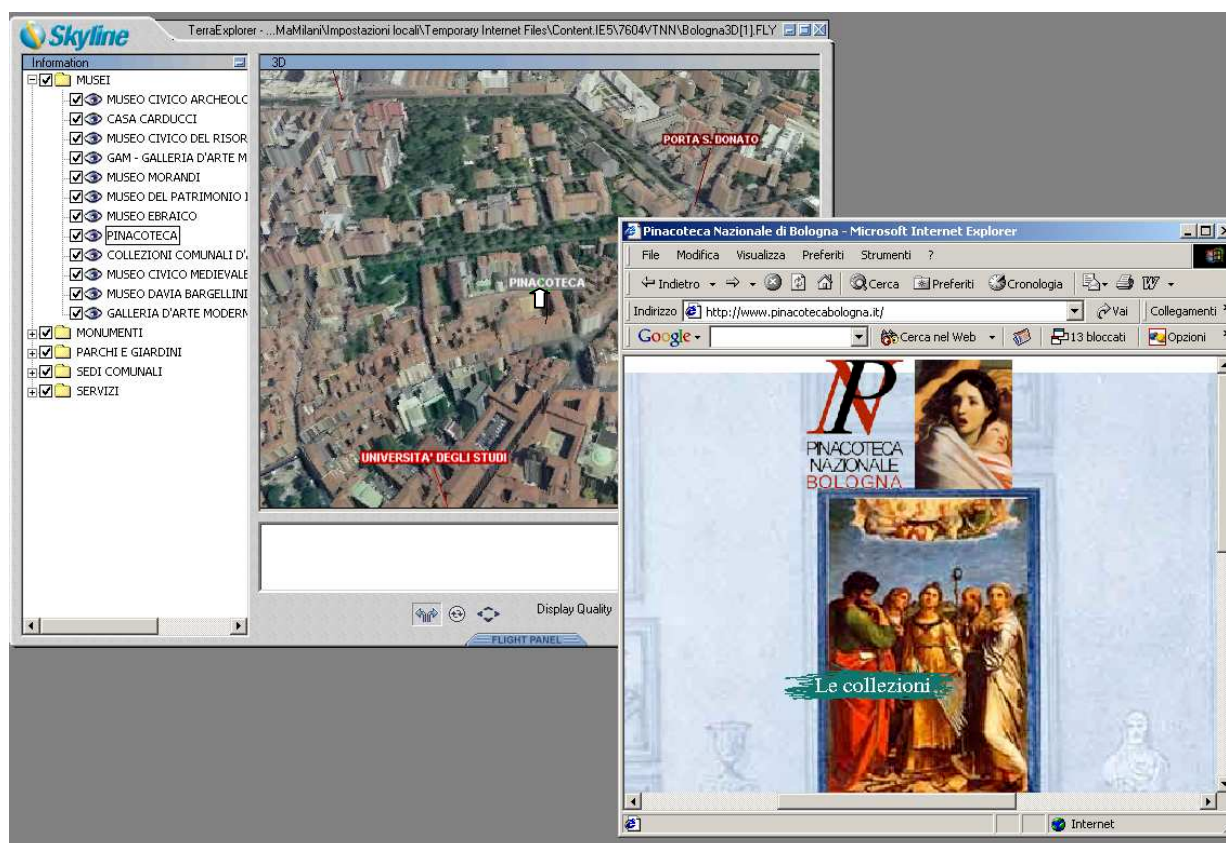 Skyline
TerraExplorer - ...MaMilani\Impostazioni locali\Temporary Internet Files\Content.IE5\7604VTNN\Bologna3D[1].FLY
Information
MUSEI
MUSEO CIVICO ARCHEOLC
CASA CARDUCCI
MUSEO CIVICO DEL RISOR
GAM - GALLERIA D'ARTE M
MUSEO MORANDI
MUSEO DEL PATRIMONIO I
MUSEO EBRAICO
PINACOTECA
COLLEZIONI COMUNALI D'
MUSEO CIVICO MEDIEVALE
MUSEO DAVIA BARGELLINI
GALLERIA D'ARTE MODERN
MONUMENTI
PARCHI E GIARDINI
SEDI COMUNALI
SERVIZI
3D
PORTA S. DONATO
PINACOTECA
UNIVERSITA' DEGLI STUDI
Display Quality
FLIGHT PANEL
Pinacoteca Nazionale di Bologna - Microsoft Internet Explorer
File Modifica Visualizza Preferiti Strumenti ?
Indietro Cerca Preferiti Cronologia
Indirizzo http://www.pinacotecabologna.it/ Vai Collegamenti
Google Cerca nel Web 13 bloccati Opzioni
PN
PINACOTECA
NAZIONALE
BOLOGNA
Le collezioni
Internet